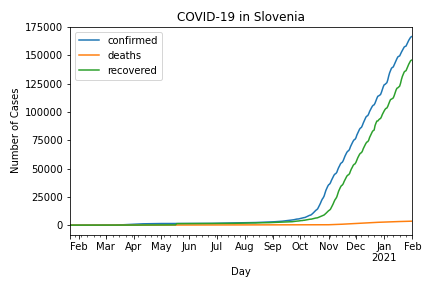 COVID-19 in Slovenia
175000
150000
125000
100000
75000
50000
25000
0
Number of Cases
confirmed
deaths
recovered
Feb Mar Apr May Jun Jul Aug Sep Oct Nov Dec Jan Feb
2021
Day